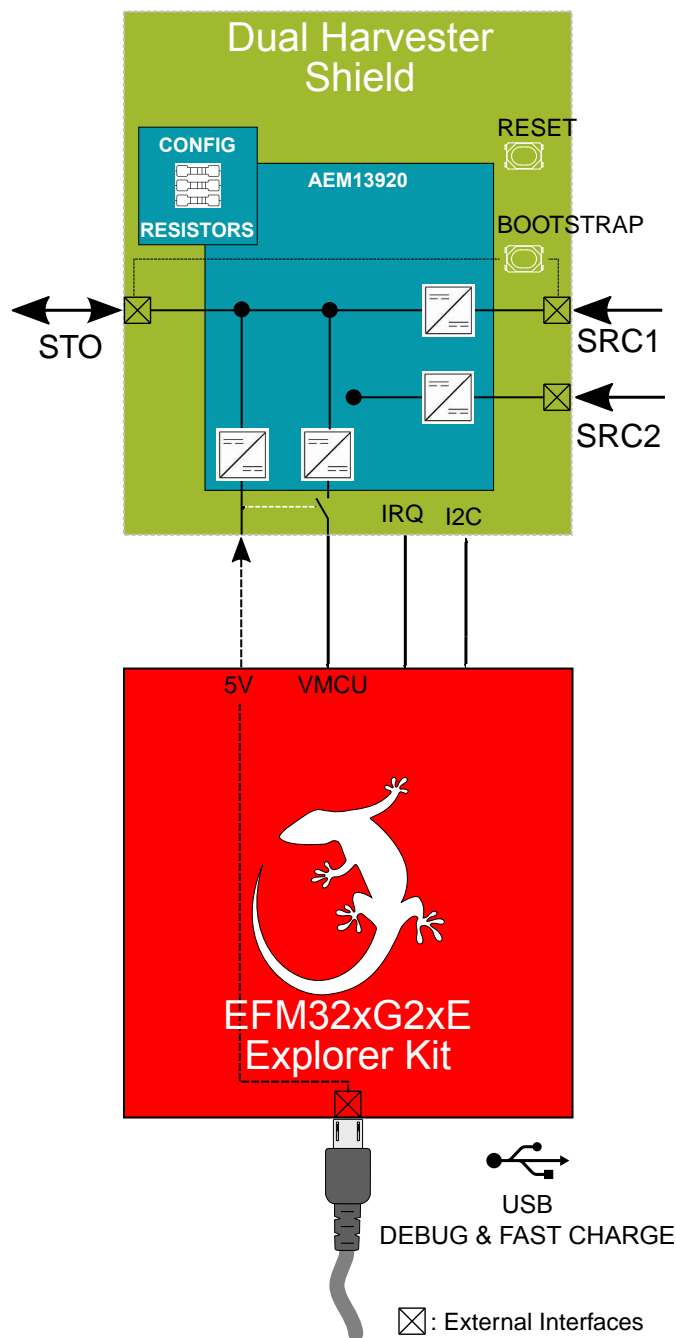 Dual Harvester
Shield
RESET
CONFIG
AEM13920
RESISTORS
BOOTSTRAP
STO
SRC1
SRC2
IRQ
I2C
5V
VMCU
EFM32xG2xE
Explorer Kit
USB
DEBUG & FAST CHARGE
: External Interfaces